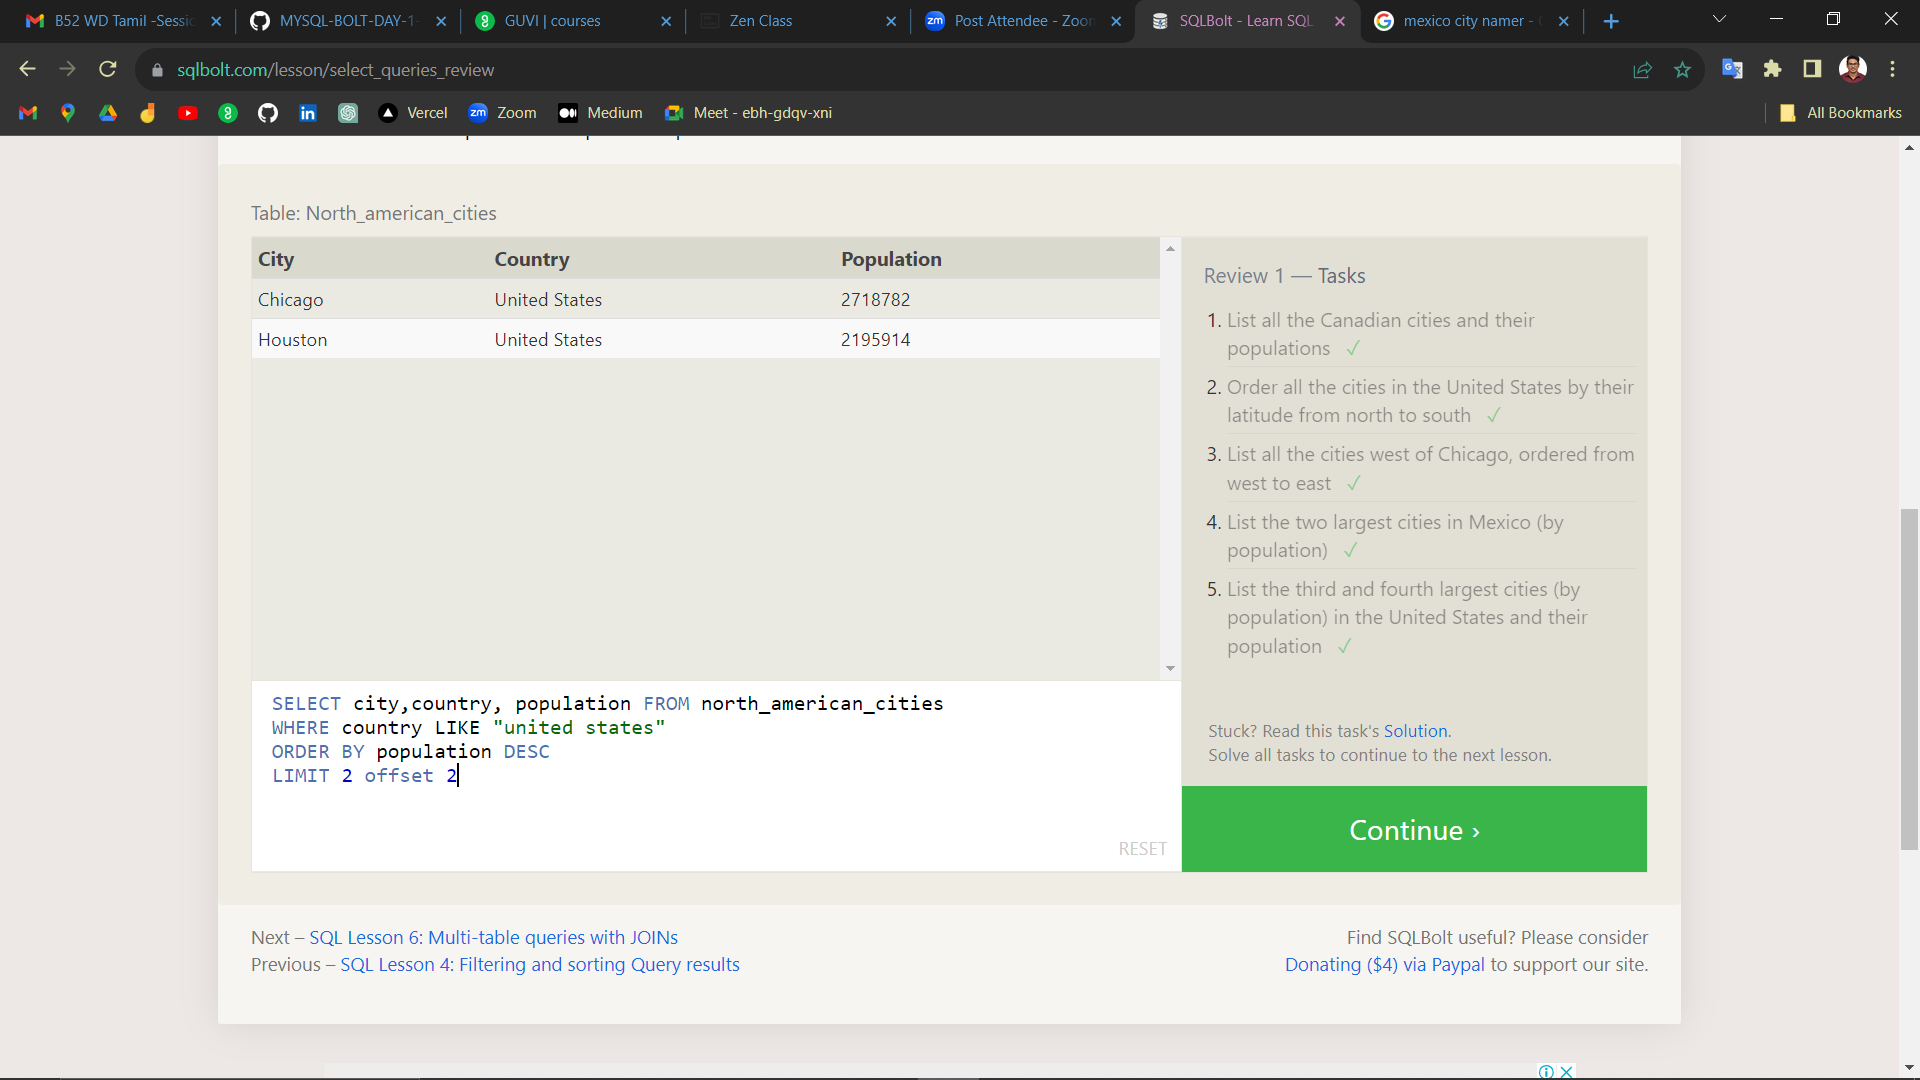 B52 WD Tamil -Sessio
MYSQL-BOLT-DAY-1-
GUVI | courses
Zen Class
Post Attendee - Zoom
SQLBolt - Learn SQL
mexico city namer -
sqlbolt.com/lesson/select_queries_review
Vercel
Zoom
Medium
Meet - ebh-gdqv-xni
All Bookmarks
Table: North_american_cities
City Country Population
Chicago United States 2718782
Houston United States 2195914
Review 1 — Tasks
1. List all the Canadian cities and their
populations ✓
2. Order all the cities in the United States by their
latitude from north to south ✓
3. List all the cities west of Chicago, ordered from
west to east ✓
4. List the two largest cities in Mexico (by
population) ✓
5. List the third and fourth largest cities (by
population) in the United States and their
population ✓
SELECT city,country, population FROM north_american_cities
WHERE country LIKE "united states"
ORDER BY population DESC
LIMIT 2 offset 2
RESET
Stuck? Read this task's Solution.
Solve all tasks to continue to the next lesson.
Continue ›
Next – SQL Lesson 6: Multi-table queries with JOINs
Previous – SQL Lesson 4: Filtering and sorting Query results
Find SQLBolt useful? Please consider
Donating ($4) via Paypal to support our site.